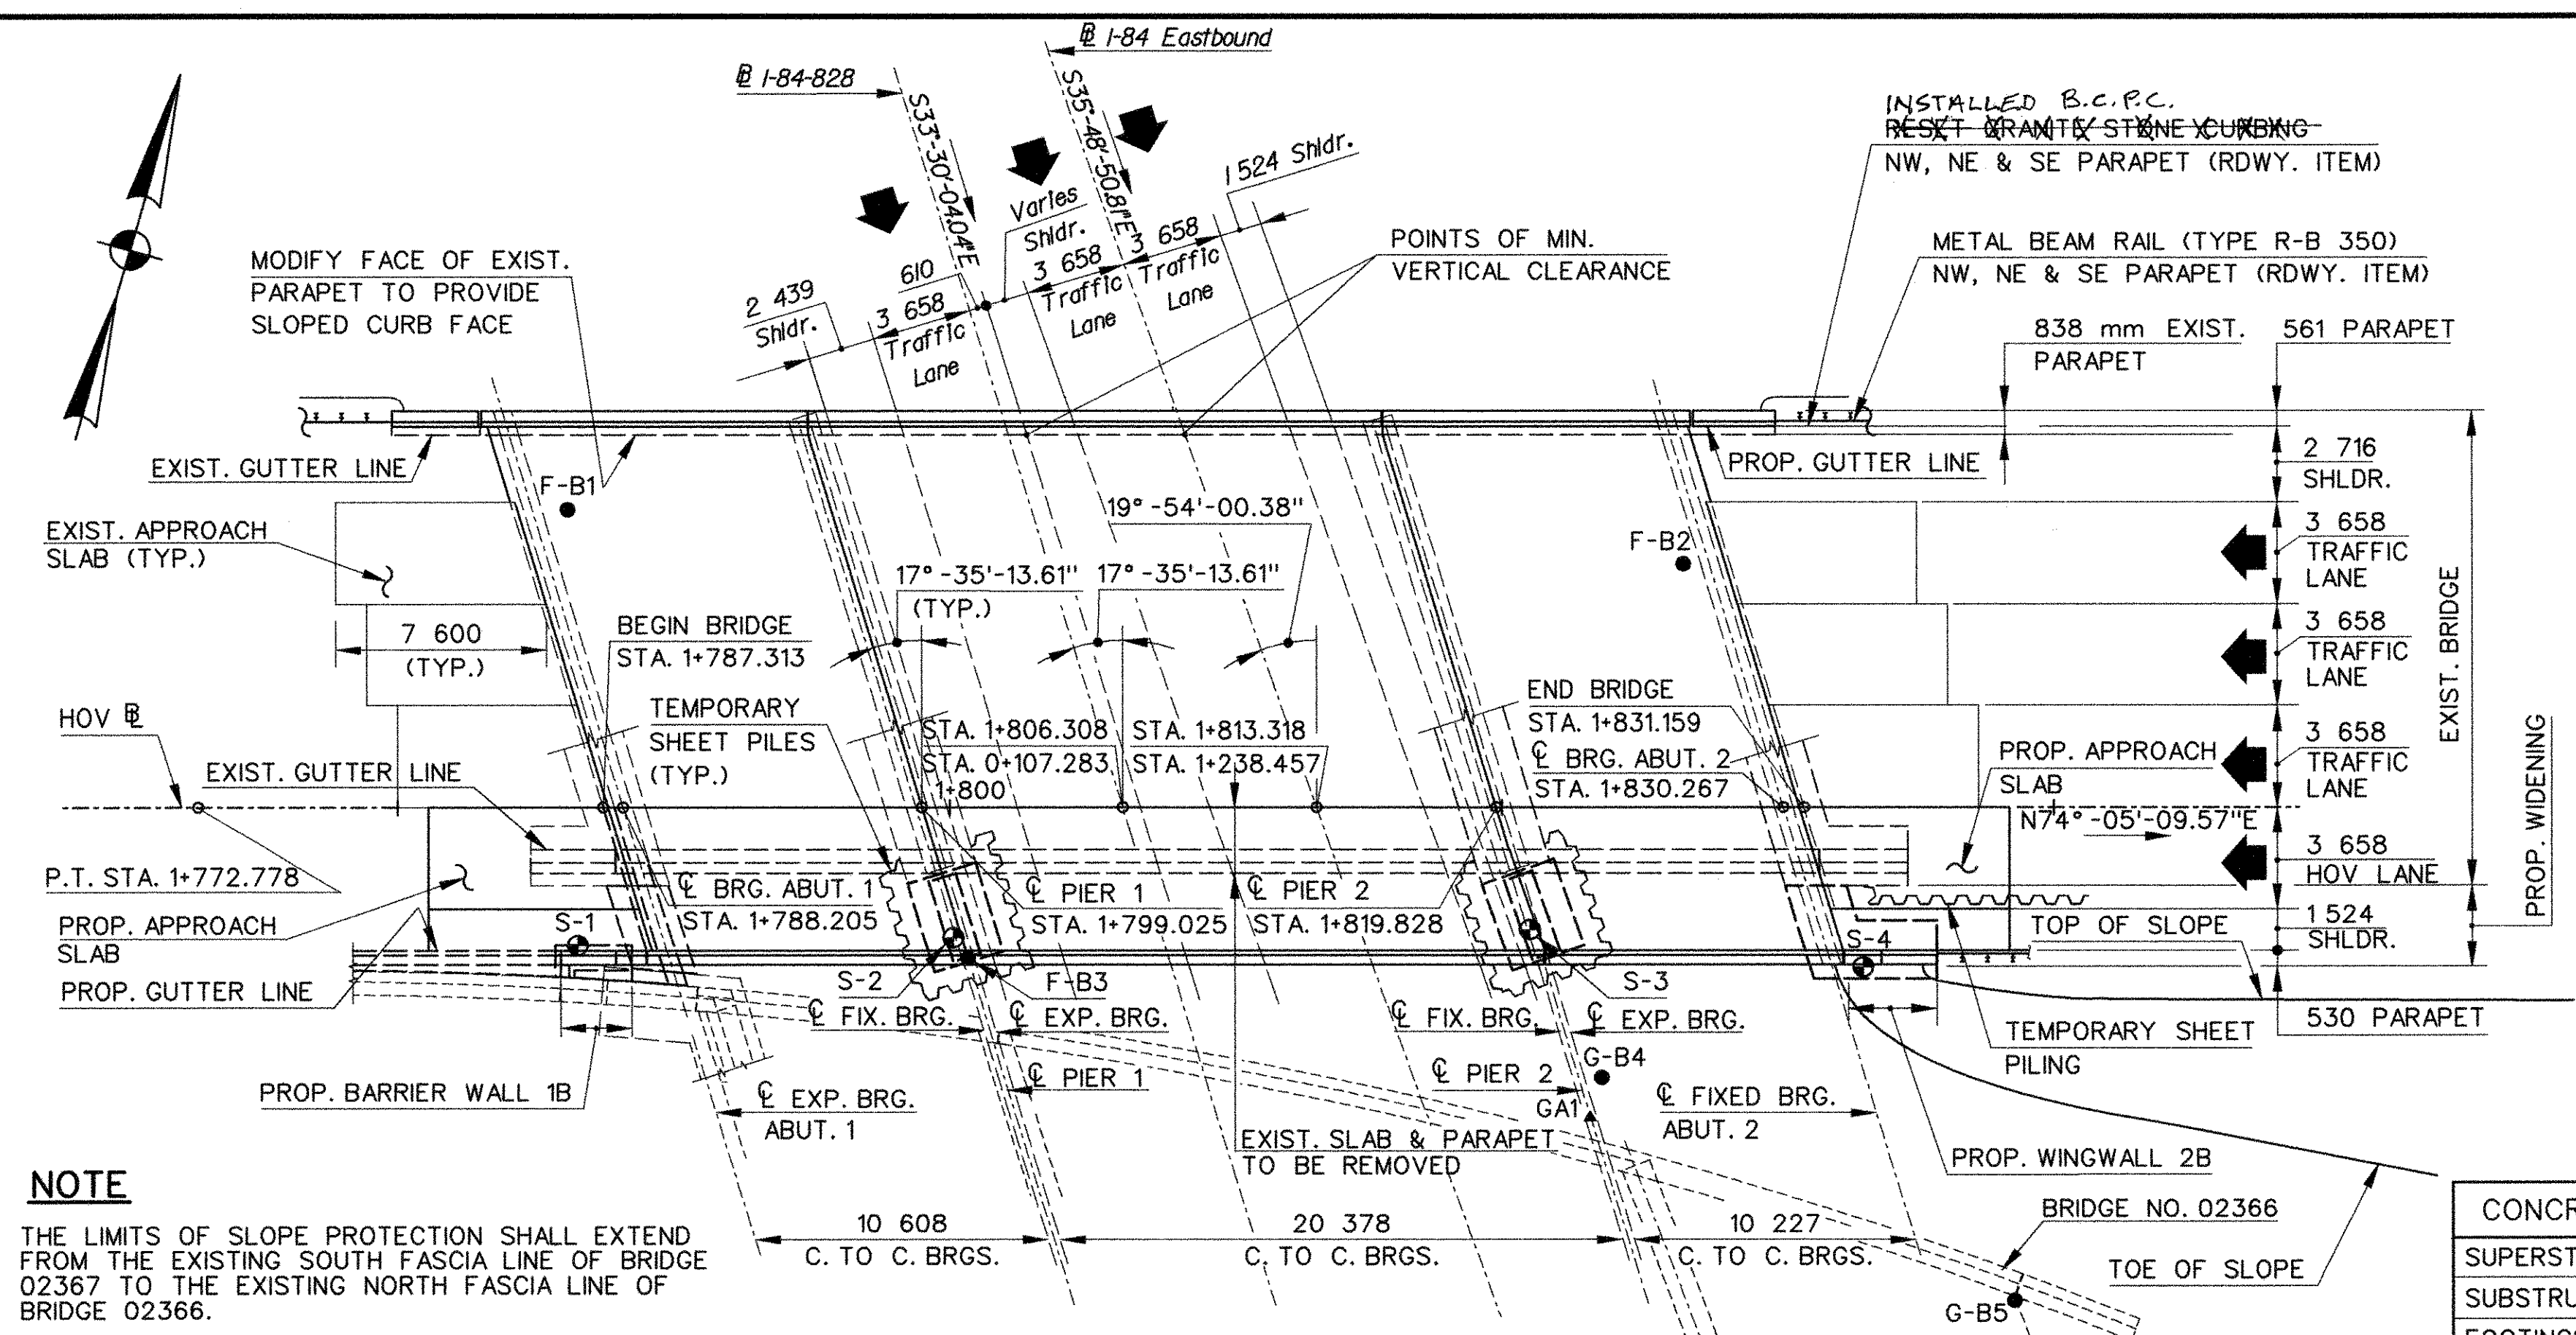 ℄ I-84 Eastbound
℄ I-84-828
S33°-30'-04.04"E
S35°-48'-50.81"E
INSTALLED B.C.P.C.
RESET GRANITE STONE CURBING
NW, NE & SE PARAPET (RDWY. ITEM)
METAL BEAM RAIL (TYPE R-B 350)
NW, NE & SE PARAPET (RDWY. ITEM)
MODIFY FACE OF EXIST.
PARAPET TO PROVIDE
SLOPED CURB FACE
2 439
Shldr.
3 658
Traffic
Lane
610
Varies
Shldr.
3 658
Traffic
Lane
3 658
Traffic
Lane
1 524 Shldr.
POINTS OF MIN.
VERTICAL CLEARANCE
838 mm EXIST.
PARAPET
561 PARAPET
EXIST. GUTTER LINE
F-B1
PROP. GUTTER LINE
2 716
SHLDR.
EXIST. APPROACH
SLAB (TYP.)
19°-54'-00.38"
17°-35'-13.61"
(TYP.)
17°-35'-13.61"
F-B2
3 658
TRAFFIC
LANE
3 658
TRAFFIC
LANE
3 658
TRAFFIC
LANE
EXIST. BRIDGE
PROP. WIDENING
7 600
(TYP.)
BEGIN BRIDGE
STA. 1+787.313
TEMPORARY
SHEET PILES
(TYP.)
STA. 1+806.308
STA. 0+107.283
1+800
STA. 1+813.318
STA. 1+238.457
END BRIDGE
STA. 1+831.159
℄ BRG. ABUT. 2
STA. 1+830.267
PROP. APPROACH
SLAB
HOV ℄
EXIST. GUTTER LINE
N74°-05'-09.57"E
3 658
HOV LANE
P.T. STA. 1+772.778
℄ BRG. ABUT. 1
STA. 1+788.205
℄ PIER 1
STA. 1+799.025
℄ PIER 2
STA. 1+819.828
PROP. APPROACH
SLAB
S-1
S-4
TOP OF SLOPE
1 524
SHLDR.
PROP. GUTTER LINE
S-2
F-B3
S-3
℄ FIX. BRG.
℄ EXP. BRG.
℄ FIX. BRG.
℄ EXP. BRG.
530 PARAPET
TEMPORARY SHEET
PILING
G-B4
℄ PIER 1
℄ PIER 2
PROP. BARRIER WALL 1B
℄ EXP. BRG.
ABUT. 1
GA1
℄ FIXED BRG.
ABUT. 2
EXIST. SLAB & PARAPET
TO BE REMOVED
PROP. WINGWALL 2B
NOTE
THE LIMITS OF SLOPE PROTECTION SHALL EXTEND
FROM THE EXISTING SOUTH FASCIA LINE OF BRIDGE
02367 TO THE EXISTING NORTH FASCIA LINE OF
BRIDGE 02366.
10 608
C. TO C. BRGS.
20 378
C. TO C. BRGS.
10 227
C. TO C. BRGS.
BRIDGE NO. 02366
TOE OF SLOPE
G-B5
CONCR
SUPERST
SUBSTRU